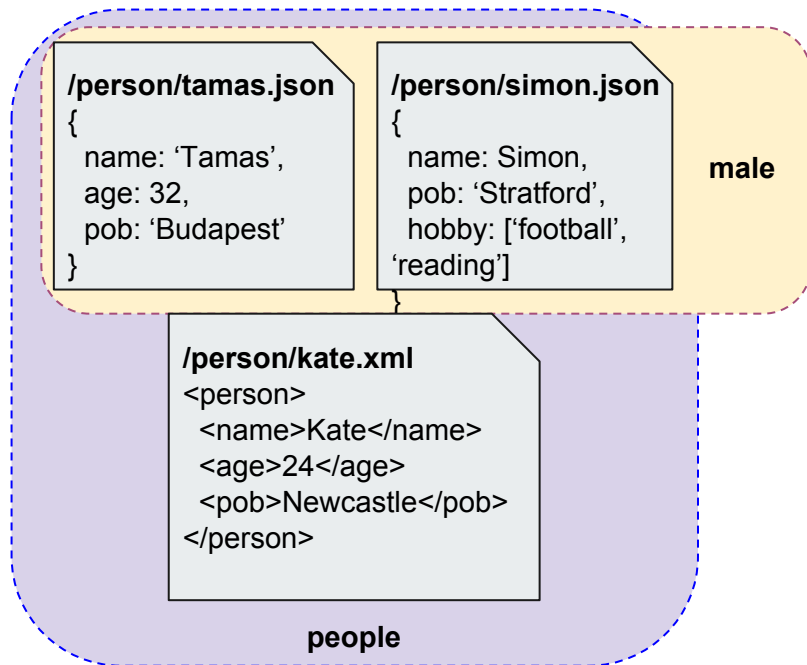 /person/tamas.json
{
  name: ‘Tamas’,
  age: 32,
  pob: ‘Budapest’
}
/person/simon.json
{
  name: Simon,
  pob: ‘Stratford’,
  hobby: [‘football’,
‘reading’]
}
male
/person/kate.xml
<person>
  <name>Kate</name>
  <age>24</age>
  <pob>Newcastle</pob>
</person>
people